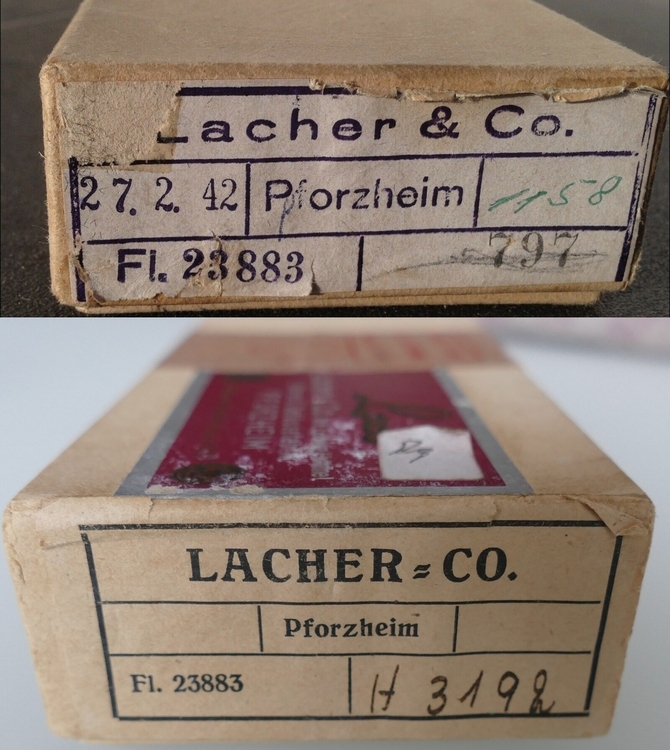 Lacher & Co.
27. 2. 42 Pforzheim 1158
Fl. 23883 797
LACHER=CO.
Pforzheim
Fl. 23883 H 3192